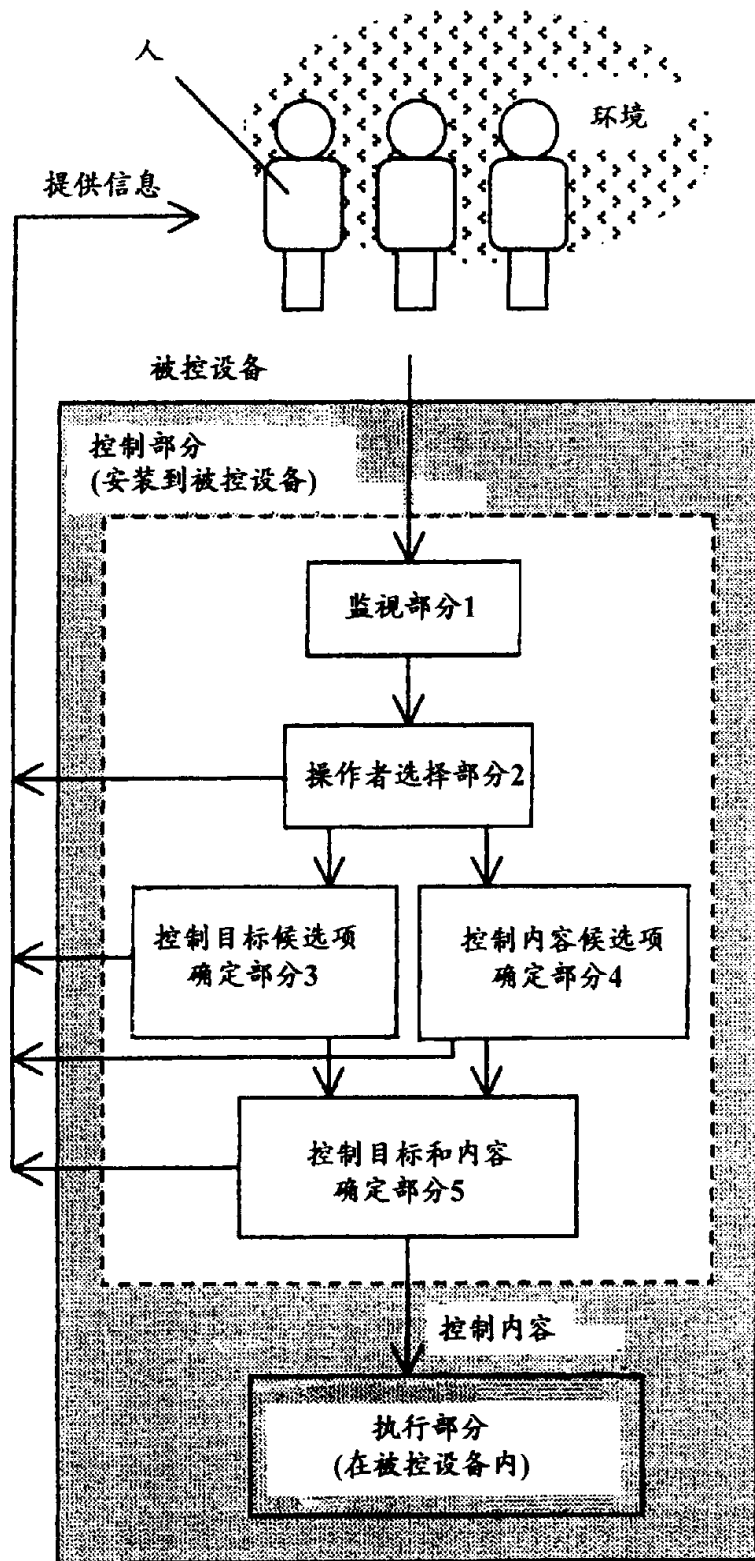 人
环境
提供信息
被控设备
控制部分
(安装到被控设备)
监视部分1
操作者选择部分2
控制目标候选项
确定部分3
控制内容候选项
确定部分4
控制目标和内容
确定部分5
控制内容
执行部分
(在被控设备内)